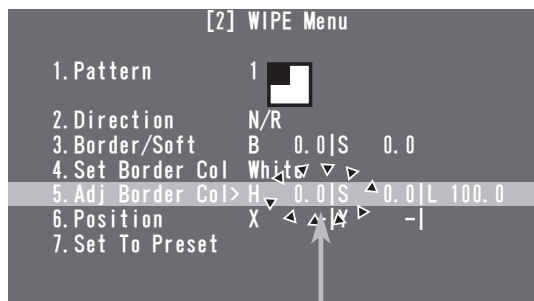 [2] WIPE Menu
1.Pattern 1
2.Direction N/R
3.Border/Soft B 0.0|S 0.0
4.Set Border Col White
5.Adj Border Col> H 0.0|S 0.0|L 100.0
6.Position X -|Y -|
7.Set To Preset